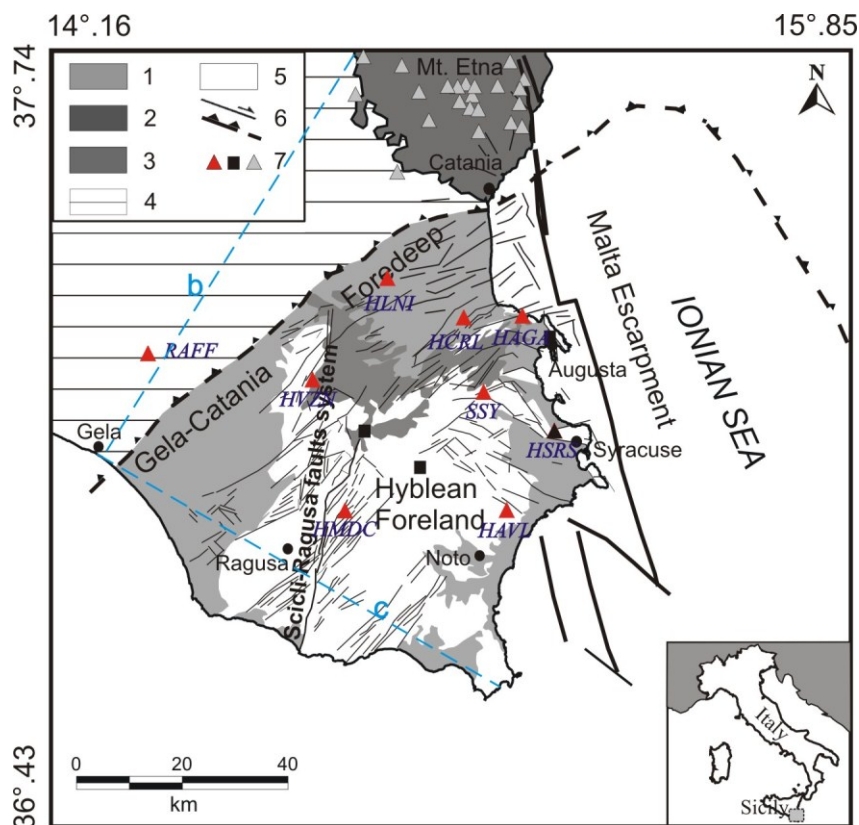 14°.16
15°.85
37°.74
36°.43
1
2
3
4
5
6
7
N
Mt. Etna
Catania
Foredeep
Gela-Catania
b
HLNI
HCRL
HAGA
Augusta
RAFF
HVZN
SSY
HSRS
Syracuse
Gela
Malta Escarpment
IONIAN SEA
Scicli-Ragusa faults system
Hyblean
Foreland
HMDC
HAVL
Ragusa
Noto
c
0 20 40
km
Italy
Sicily